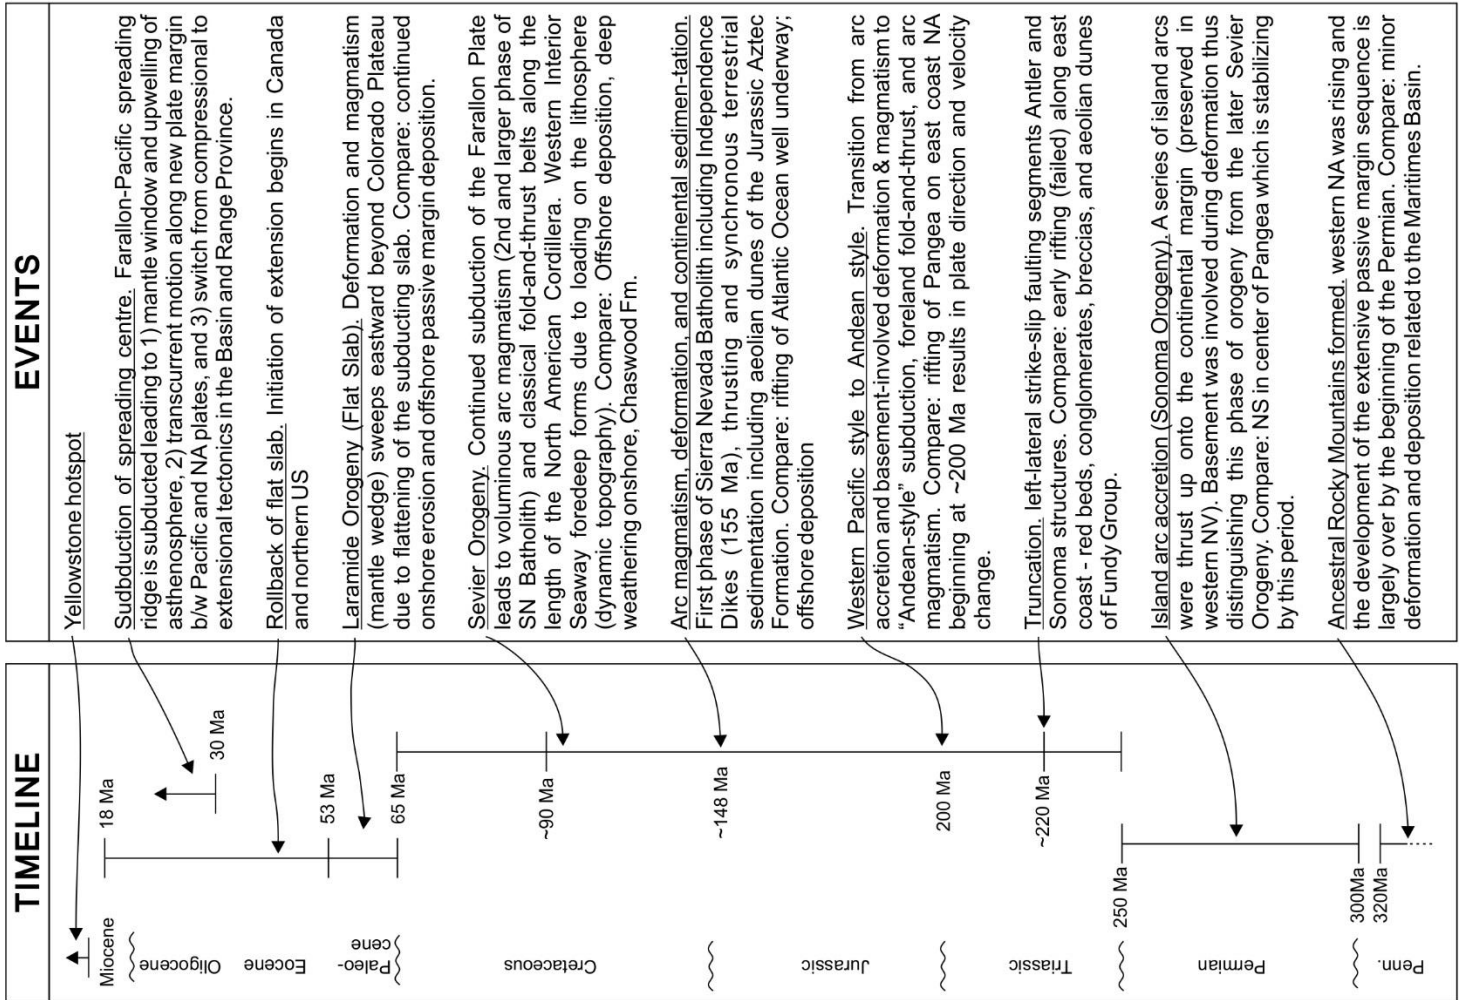 TIMELINE
EVENTS
Miocene
Oligocene
Eocene
Paleo-
cene
Cretaceous
Jurassic
Triassic
Permian
Penn.
18 Ma
30 Ma
53 Ma
65 Ma
~90 Ma
~148 Ma
200 Ma
~220 Ma
250 Ma
300Ma
320Ma
Yellowstone hotspot
Subduction of spreading centre. Farallon-Pacific spreading
ridge is subducted leading to 1) mantle window and upwelling of
asthenosphere, 2) transcurrent motion along new plate margin
b/w Pacific and NA plates, and 3) switch from compressional to
extensional tectonics in the Basin and Range Province.
Rollback of flat slab. Initiation of extension begins in Canada
and northern US
Laramide Orogeny (Flat Slab). Deformation and magmatism
(mantle wedge) sweeps eastward beyond Colorado Plateau
due to flattening of the subducting slab. Compare: continued
onshore erosion and offshore passive margin deposition.
Sevier Orogeny. Continued subduction of the Farallon Plate
leads to voluminous arc magmatism (2nd and larger phase of
SN Batholith) and classical fold-and-thrust belts along the
length of the North American Cordillera. Western Interior
Seaway foredeep forms due to loading on the lithosphere
(dynamic topography). Compare: Offshore deposition, deep
weathering onshore, Chaswood Fm.
Arc magmatism, deformation, and continental sedimen-tation.
First phase of Sierra Nevada Batholith including Independence
Dikes (155 Ma), thrusting and synchronous terrestrial
sedimentation including aeolian dunes of the Jurassic Aztec
Formation. Compare: rifting of Atlantic Ocean well underway;
offshore deposition
Western Pacific style to Andean style. Transition from arc
accretion and basement-involved deformation & magmatism to
“Andean-style” subduction, foreland fold-and-thrust, and arc
magmatism. Compare: rifting of Pangea on east coast NA
beginning at ~200 Ma results in plate direction and velocity
change.
Truncation. left-lateral strike-slip faulting segments Antler and
Sonoma structures. Compare: early rifting (failed) along east
coast - red beds, conglomerates, breccias, and aeolian dunes
of Fundy Group.
Island arc accretion (Sonoma Orogeny). A series of island arcs
were thrust up onto the continental margin (preserved in
western NV). Basement was involved during deformation thus
distinguishing this phase of orogeny from the later Sevier
Orogeny. Compare: NS in center of Pangea which is stabilizing
by this period.
Ancestral Rocky Mountains formed. western NA was rising and
the development of the extensive passive margin sequence is
largely over by the beginning of the Permian. Compare: minor
deformation and deposition related to the Maritimes Basin.